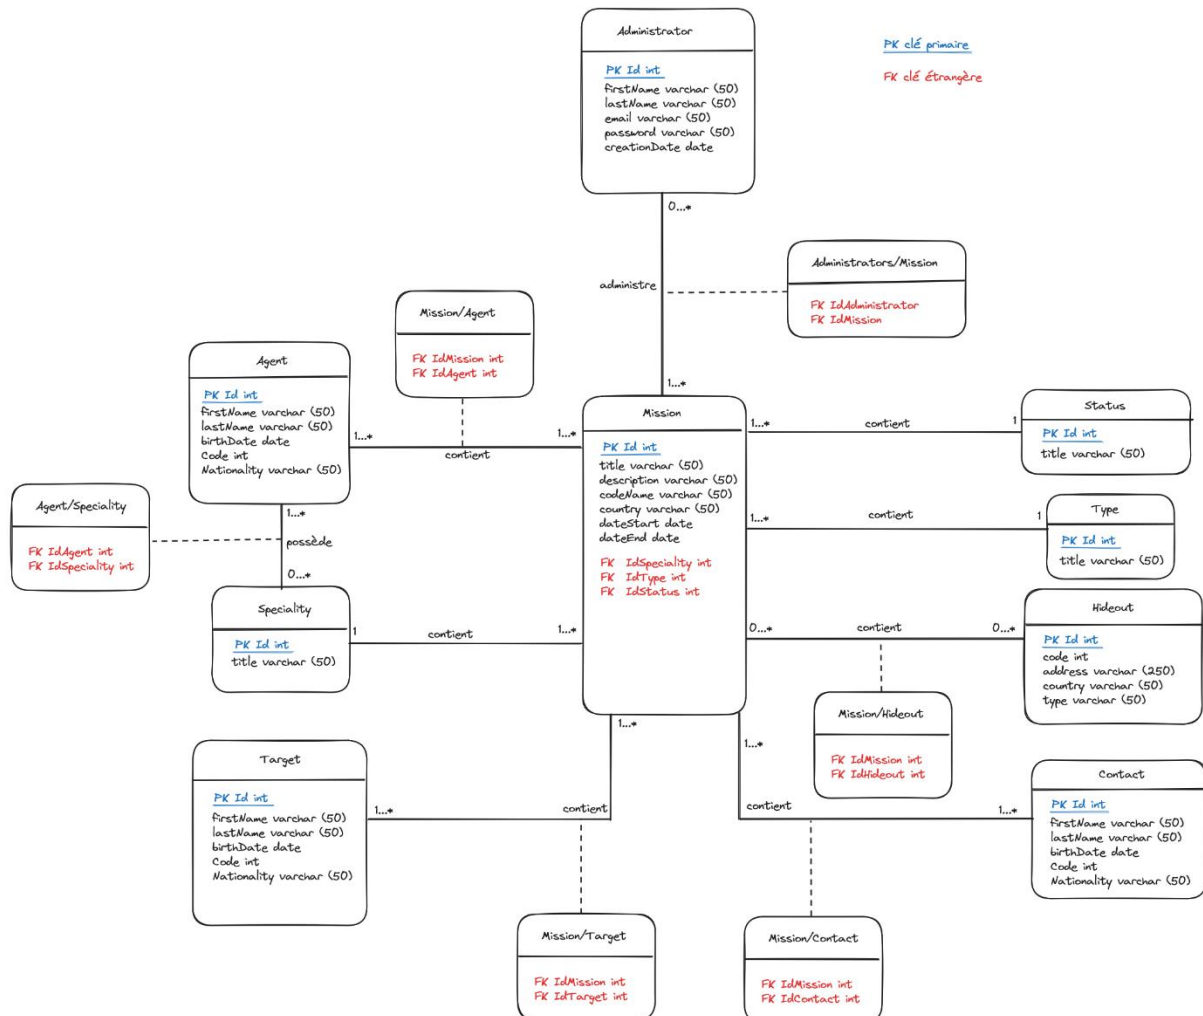 Administrator
PK Id int
firstName varchar (50)
lastName varchar (50)
email varchar (50)
password varchar (50)
creationDate date
PK clé primaire
FK clé étrangère
0...*
administre
1...*
Administrators/Mission
FK IdAdministrator
FK IdMission
Mission/Agent
FK IdMission int
FK IdAgent int
Agent
PK Id int
firstName varchar (50)
lastName varchar (50)
birthDate date
Code int
Nationality varchar (50)
1...*
contient
1...*
Mission
PK Id int
title varchar (50)
description varchar (50)
codeName varchar (50)
country varchar (50)
dateStart date
dateEnd date
FK IdSpeciality int
FK IdType int
FK IdStatus int
1...*
contient
1
Status
PK Id int
title varchar (50)
1...*
contient
1
Type
PK Id int
title varchar (50)
Agent/Speciality
FK IdAgent int
FK IdSpeciality int
1...*
possède
0...*
Speciality
PK Id int
title varchar (50)
1
contient
1...*
0...*
contient
0...*
Hideout
PK Id int
code int
address varchar (250)
country varchar (50)
type varchar (50)
Mission/Hideout
FK IdMission int
FK IdHideout int
Target
PK Id int
firstName varchar (50)
lastName varchar (50)
birthDate date
Code int
Nationality varchar (50)
1...*
contient
1...*
1...*
contient
1...*
Contact
PK Id int
firstName varchar (50)
lastName varchar (50)
birthDate date
Code int
Nationality varchar (50)
Mission/Target
FK IdMission int
FK IdTarget int
Mission/Contact
FK IdMission int
FK IdContact int